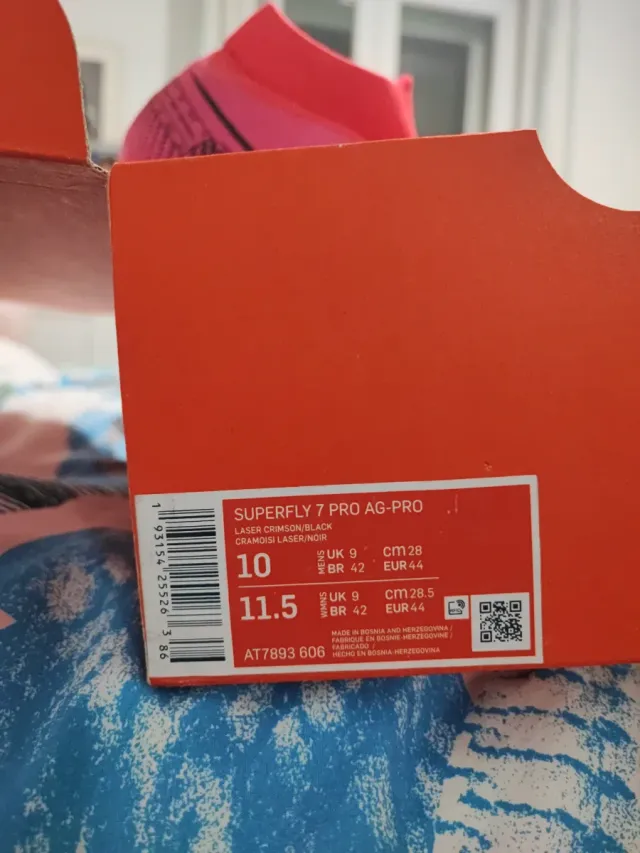 SUPERFLY 7 PRO AG-PRO
LASER CRIMSON/BLACK
CRAMOISI LASER/NOIR
10 MENS UK 9 cm 28
BR 42 EUR 44
11.5 WMNS UK 9 cm 28.5
BR 42 EUR 44
AT7893 606
MADE IN BOSNIA AND HERZEGOVINA /
FABRIQUE EN BOSNIE-HERZEGOVINE /
FABRICADO /
HECHO EN BOSNIA-HERZEGOVINA
1 93154 25526 3 86